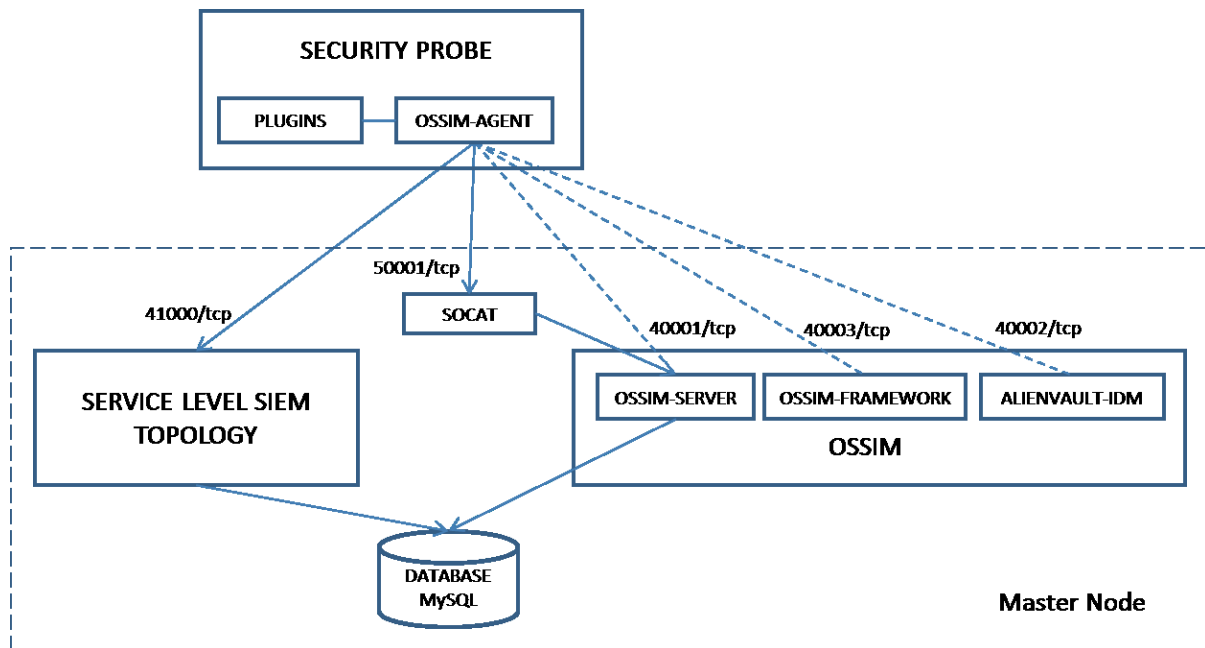 SECURITY PROBE
PLUGINS
OSSIM-AGENT
50001/tcp
41000/tcp
SOCAT
40001/tcp
40003/tcp
40002/tcp
SERVICE LEVEL SIEM
TOPOLOGY
OSSIM-SERVER
OSSIM-FRAMEWORK
ALIENVAULT-IDM
OSSIM
DATABASE
MySQL
Master Node